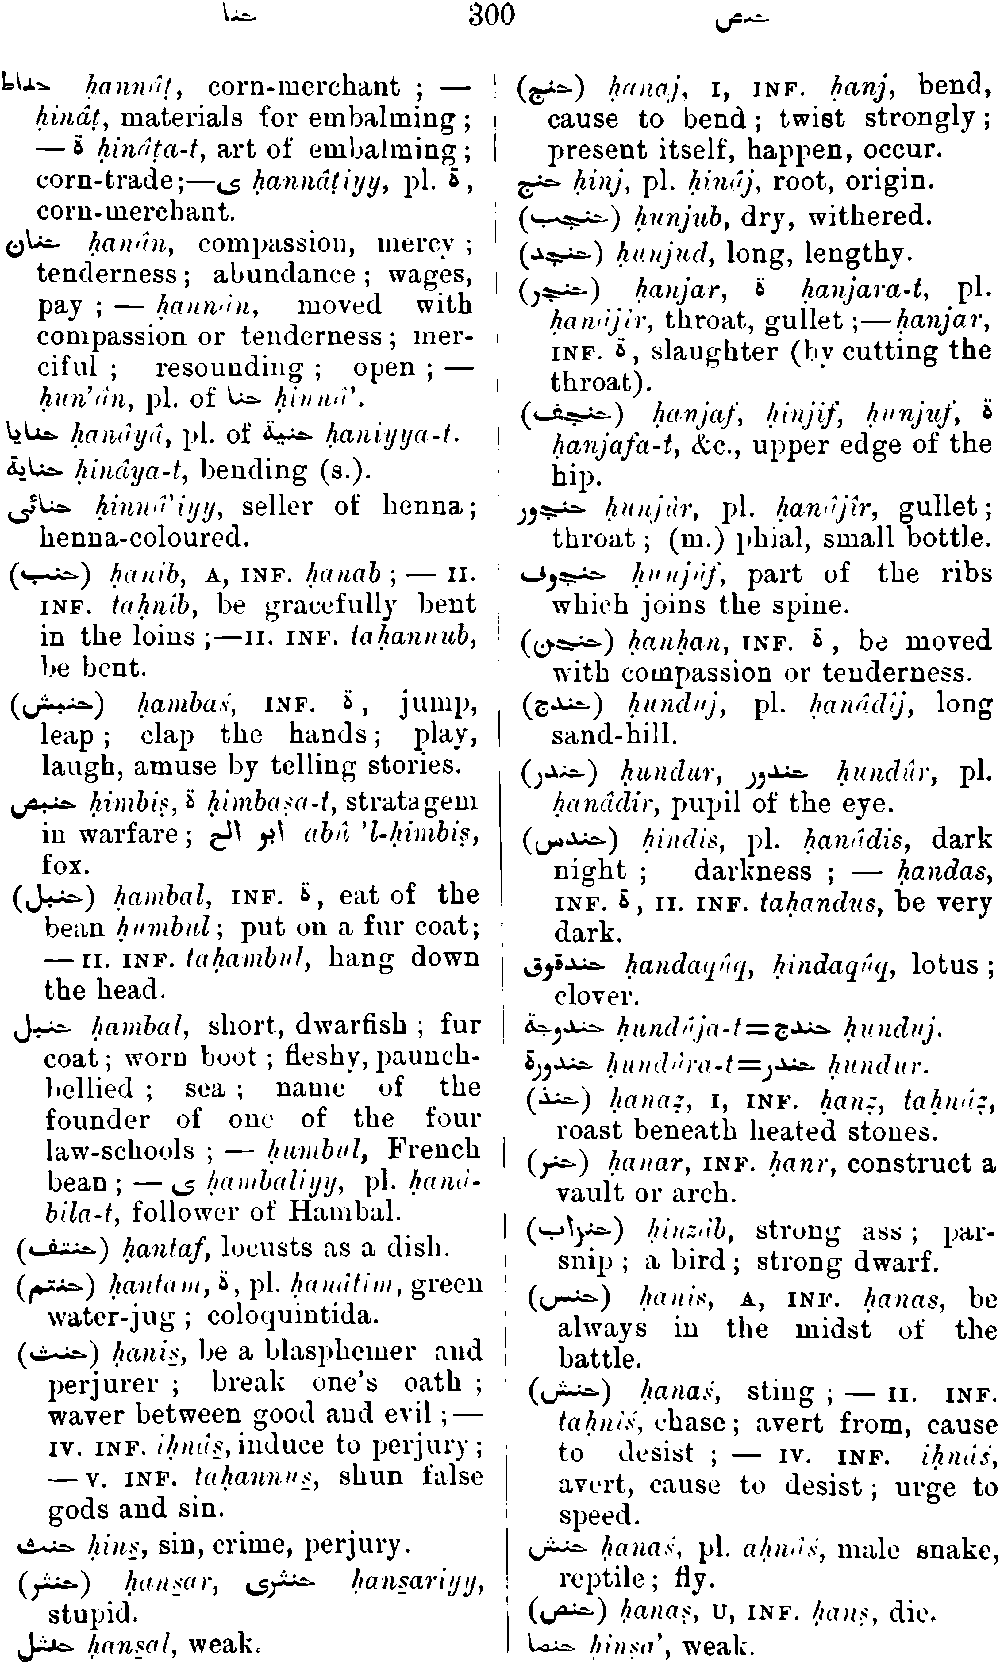 حنا 300 حنص
حناط ḥannâṭ, corn-merchant ; —
ḥinâṭ, materials for embalming ;
— ة ḥinâṭa-t, art of embalming ;
corn-trade;—ى ḥannâṭiyy, pl. ة,
corn-merchant.
حنان ḥanân, compassion, mercy ;
tenderness ; abundance ; wages,
pay ; — ḥannân, moved with
compassion or tenderness ; mer-
ciful ; resounding ; open ; —
ḥun'ân, pl. of حنا ḥinnâ'.
حنايا ḥanâyâ, pl. of حنية ḥaniyya-t.
حناية ḥinâya-t, bending (s.).
حنائى ḥinnâ'iyy, seller of henna ;
henna-coloured.
(حنب) ḥanib, A, INF. ḥanab ; — II.
INF. taḥnîb, be gracefully bent
in the loins ;—II. INF. taḥannub,
be bent.
(حنبش) ḥambaś, INF. ة, jump,
leap ; clap the hands ; play,
laugh, amuse by telling stories.
حنبص ḥimbiṣ, ة ḥimbaṣa-t, stratagem
in warfare ; ابو الح abû 'l-ḥimbiṣ,
fox.
(حنبل) ḥambal, INF. ة, eat of the
bean ḥumbul ; put on a fur coat ;
— II. INF. taḥambul, hang down
the head.
حنبل ḥambal, short, dwarfish ; fur
coat ; worn boot ; fleshy, paunch-
bellied ; sea ; name of the
founder of one of the four
law-schools ; — ḥumbul, French
bean ; — ى ḥambaliyy, pl. ḥanâ-
bila-t, follower of Hambal.
(حنتف) ḥantaf, locusts as a dish.
(حنتم) ḥantam, ة, pl. ḥanâtim, green
water-jug ; coloquintida.
(حنث) ḥanis̱, be a blasphemer and
perjurer ; break one's oath ;
waver between good and evil ; —
IV. INF. iḥnâs̱, induce to perjury ;
— V. INF. taḥannus̱, shun false
gods and sin.
حنث ḥins̱, sin, crime, perjury.
(حنثر) ḥans̱ar, حنثرى ḥans̱ariyy,
stupid.
حنثل ḥans̱al, weak.
(حنج) ḥanaj, I, INF. ḥanj, bend,
cause to bend ; twist strongly ;
present itself, happen, occur.
حنج ḥinj, pl. ḥinâj, root, origin.
(حنجب) ḥunjub, dry, withered.
(حنجد) ḥunjud, long, lengthy.
(حنجر) ḥanjar, ة ḥanjara-t, pl.
ḥanâjir, throat, gullet ;—ḥanjar,
INF. ة, slaughter (by cutting the
throat).
(حنجف) ḥanjaf, ḥinjif, ḥunjuf, ة
ḥanjafa-t, &c., upper edge of the
hip.
حنجور ḥunjûr, pl. ḥanâjîr, gullet ;
throat ; (m.) phial, small bottle.
حنجوف ḥunjûf, part of the ribs
which joins the spine.
(حنحن) ḥanḥan, INF. ة, be moved
with compassion or tenderness.
(حندج) ḥunduj, pl. ḥanâdîj, long
sand-hill.
(حندر) ḥundur, حندور ḥundûr, pl.
ḥanâdir, pupil of the eye.
(حندس) ḥindis, pl. ḥanâdis, dark
night ; darkness ; — ḥandas,
INF. ة, II. INF. taḥandus, be very
dark.
حندقوق ḥandaqûq, ḥindaqûq, lotus ;
clover.
حندوجة ḥundûja-t = حندج ḥunduj.
حندورة ḥundûra-t = حندر ḥundur.
(حنذ) ḥanaẕ, I, INF. ḥanẕ, taḥnâẕ,
roast beneath heated stones.
(حنر) ḥanar, INF. ḥanr, construct a
vault or arch.
(حنزاب) ḥinzâb, strong ass ; par-
snip ; a bird ; strong dwarf.
(حنس) ḥanis, A, INF. ḥanas, be
always in the midst of the
battle.
(حنش) ḥanaś, sting ; — II. INF.
taḥniś, chase ; avert from, cause
to desist ; — IV. INF. iḥnâś,
avert, cause to desist ; urge to
speed.
حنش ḥanaś, pl. aḥnâś, male snake,
reptile ; fly.
(حنص) ḥanaṣ, U, INF. ḥanṣ, die.
حنصا ḥinṣa', weak.